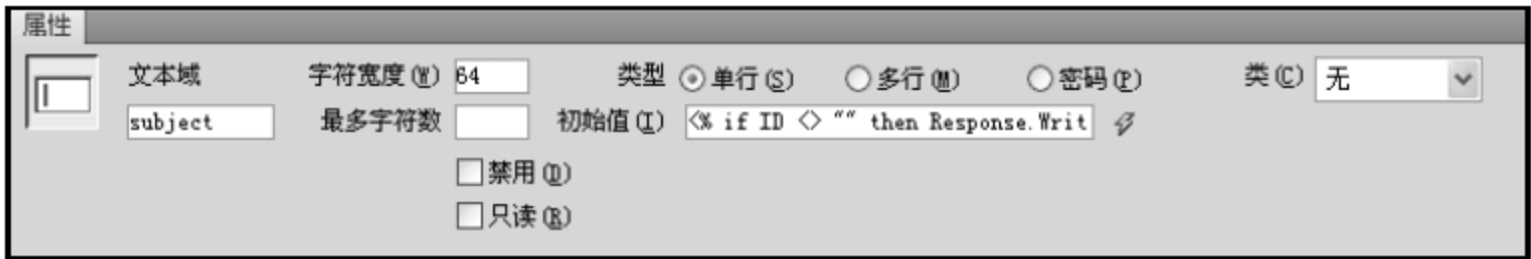 属性
文本域 字符宽度(W) 64 类型 单行(S) 多行(M) 密码(P) 类(C) 无
subject 最多字符数 初始值(I) <% if ID <> "" then Response.Writ
禁用(D)
只读(R)